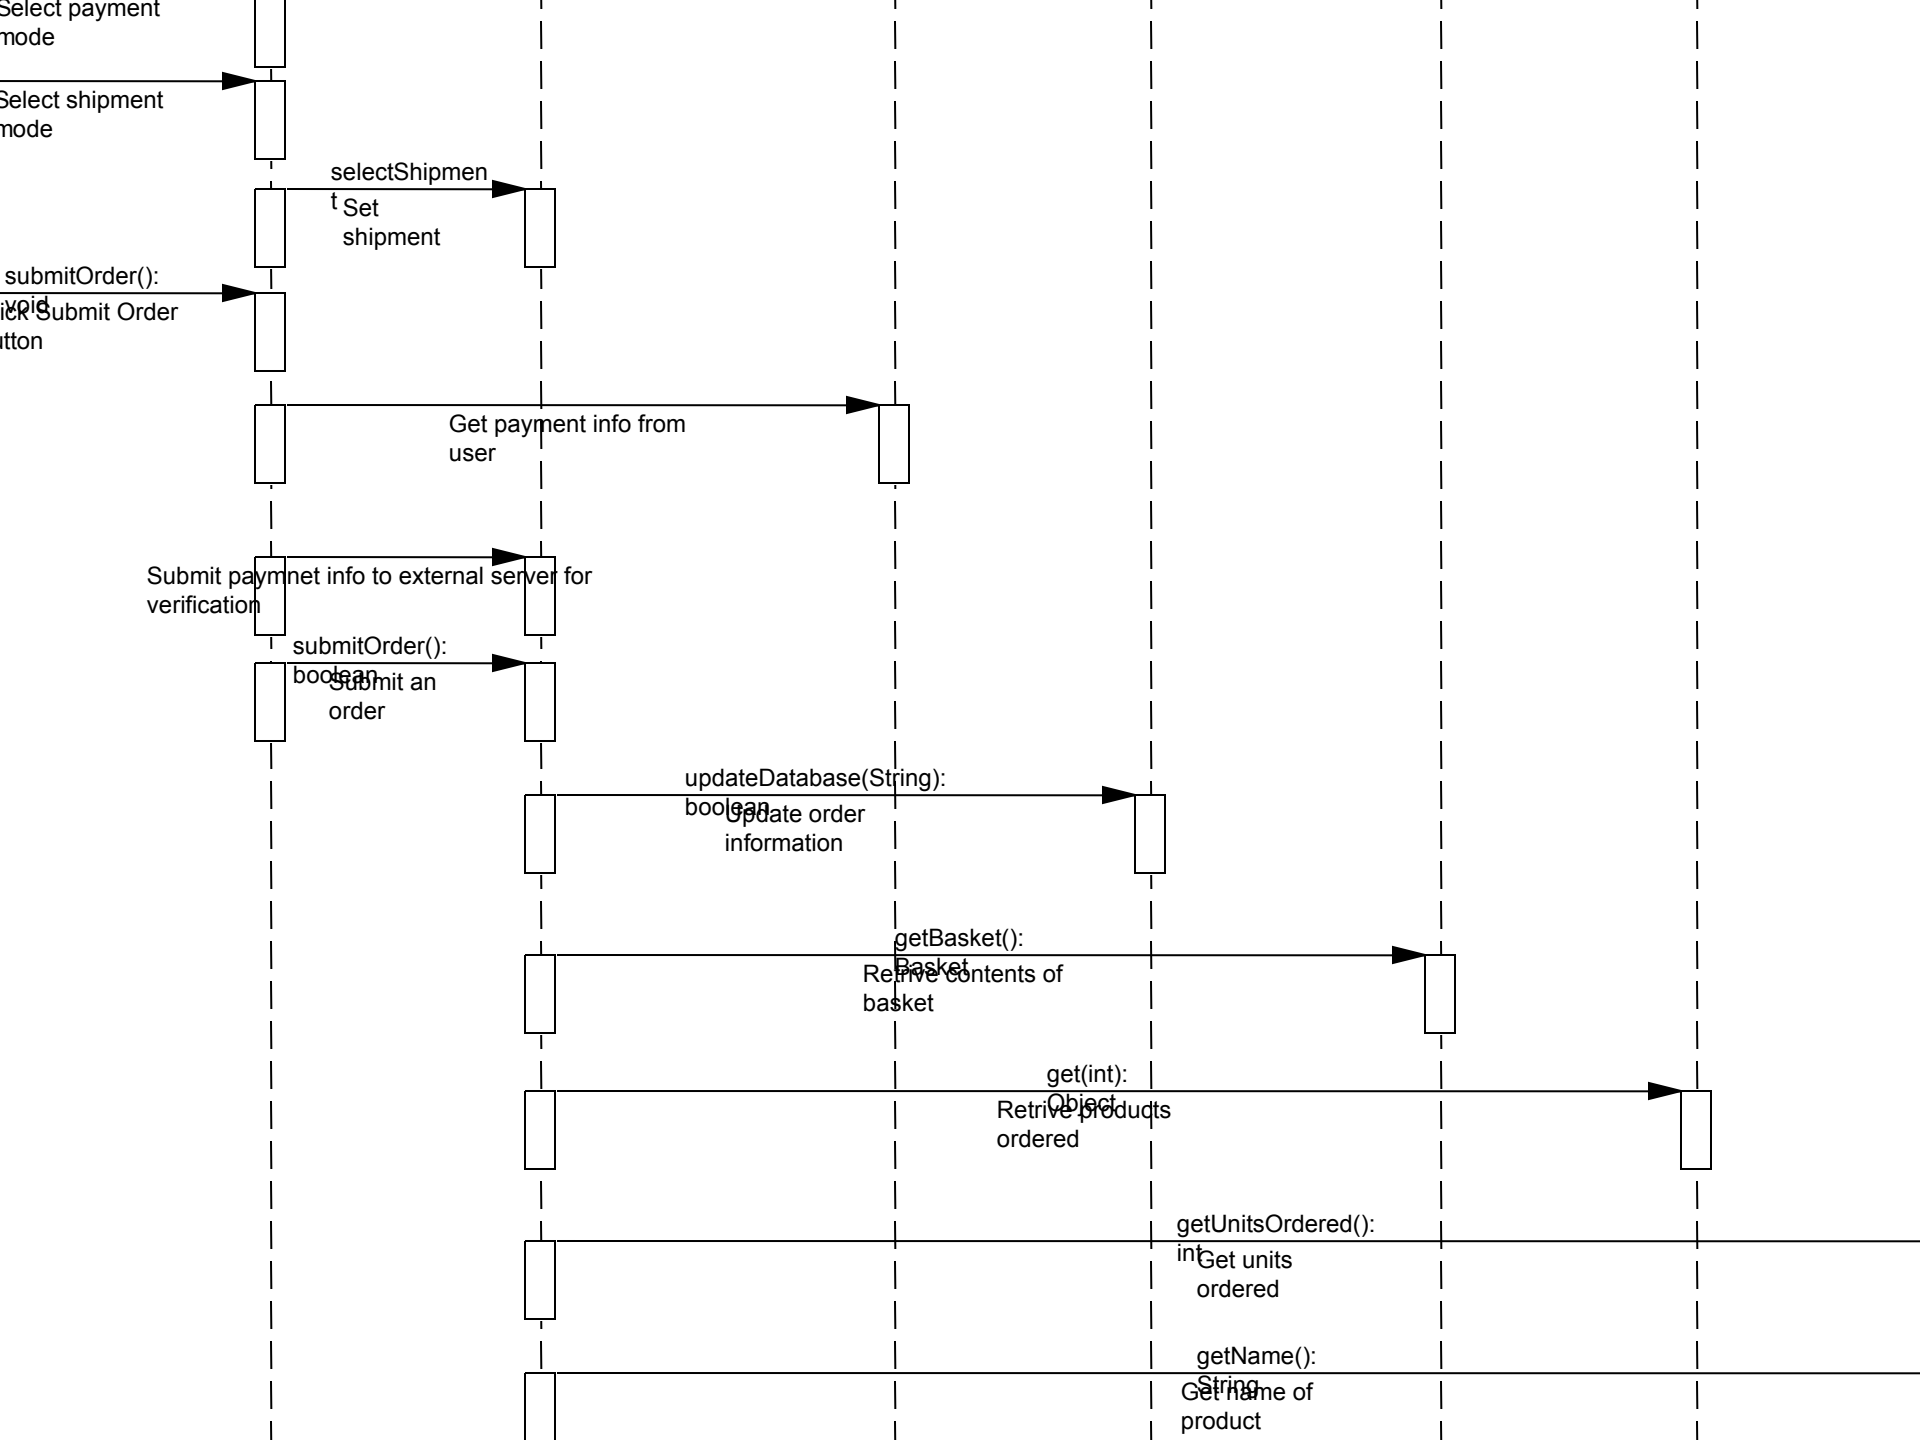 Select payment
mode
Select shipment
mode
selectShipmen
t
Set
shipment
submitOrder():
void
ick Submit Order
utton
Get payment info from
user
Submit paymnet info to external server for
verification
submitOrder():
boolean
Submit an
order
updateDatabase(String):
boolean
Update order
information
getBasket():
Basket
Retrive contents of
basket
get(int):
Object
Retrive products
ordered
getUnitsOrdered():
int
Get units
ordered
getName():
String
Get name of
product